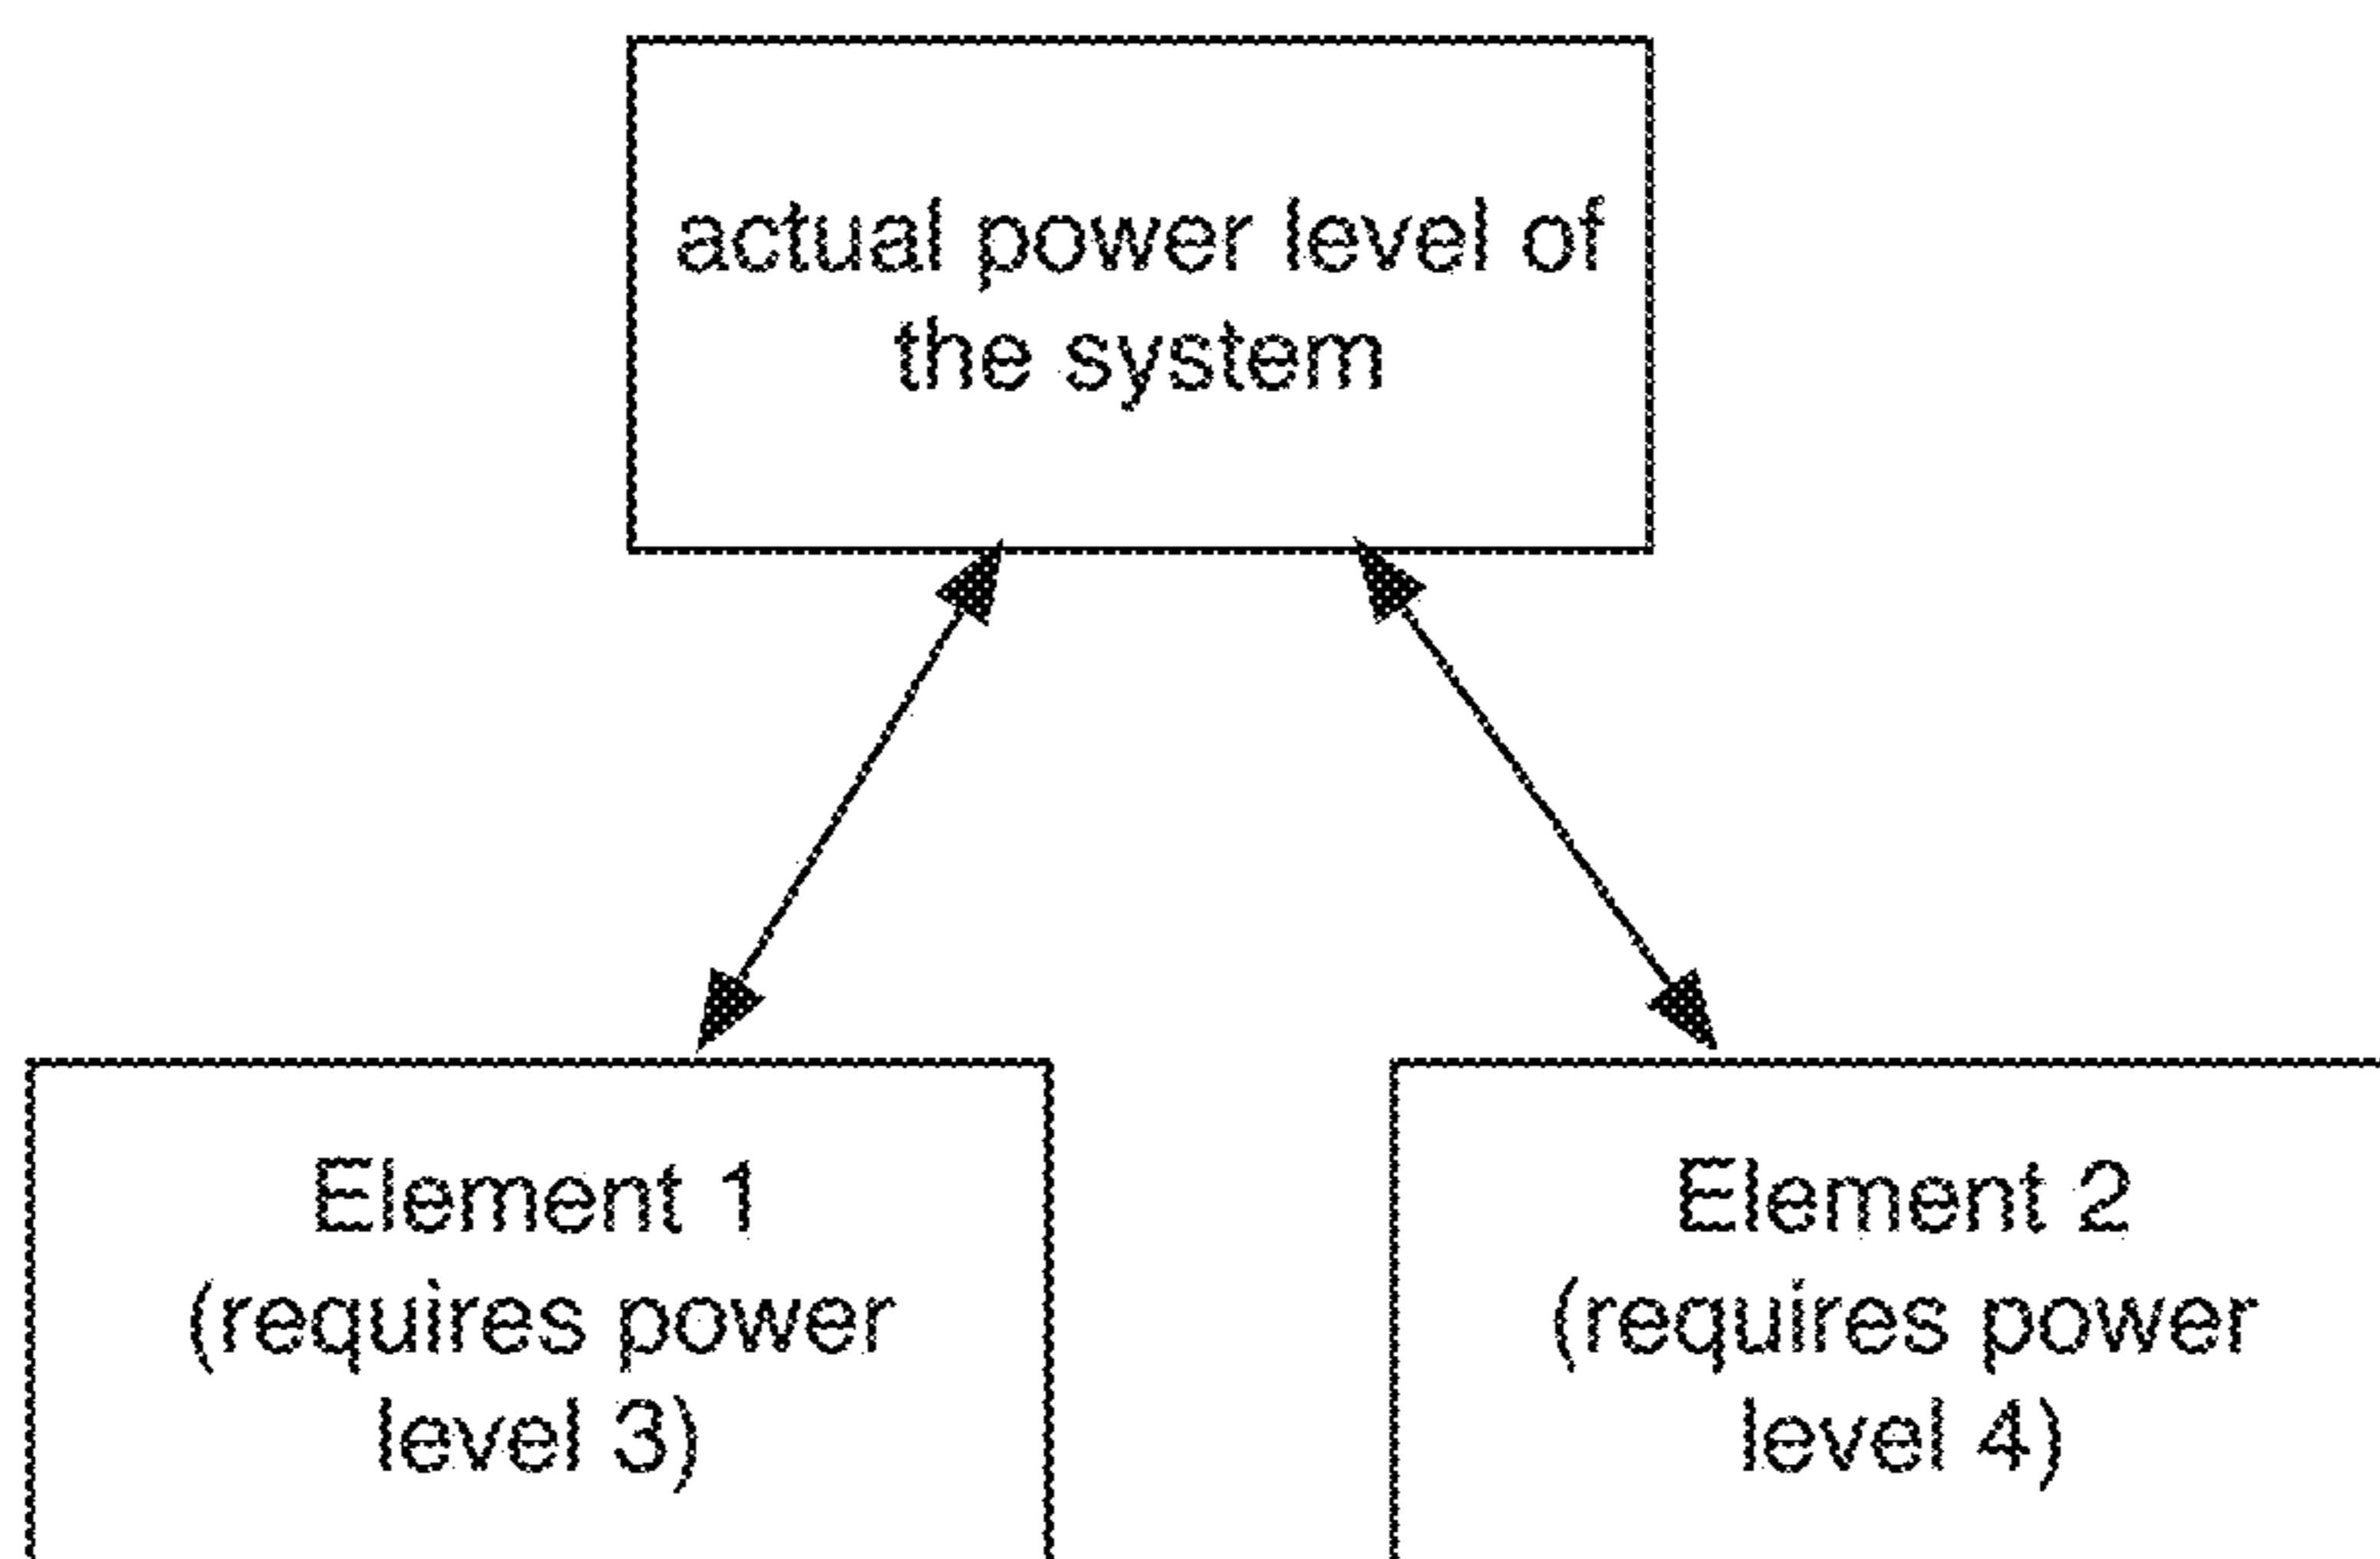 actual power level of
the system
Element 1
(requires power
level 3)
Element 2
(requires power
level 4)